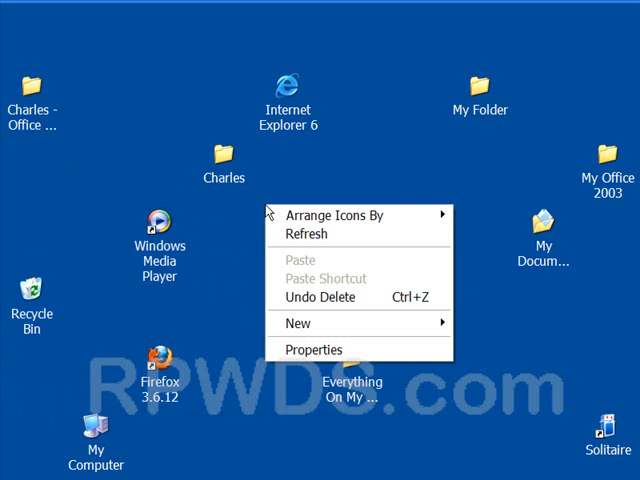 Charles -
Office ...
Internet
Explorer 6
My Folder
Charles
My Office
2003
Windows
Media
Player
Arrange Icons By
Refresh
Paste
Paste Shortcut
Undo Delete Ctrl+Z
New
Properties
My
Docum...
Recycle
Bin
Firefox
3.6.12
Everything
On My ...
RPWDS.com
My
Computer
Solitaire